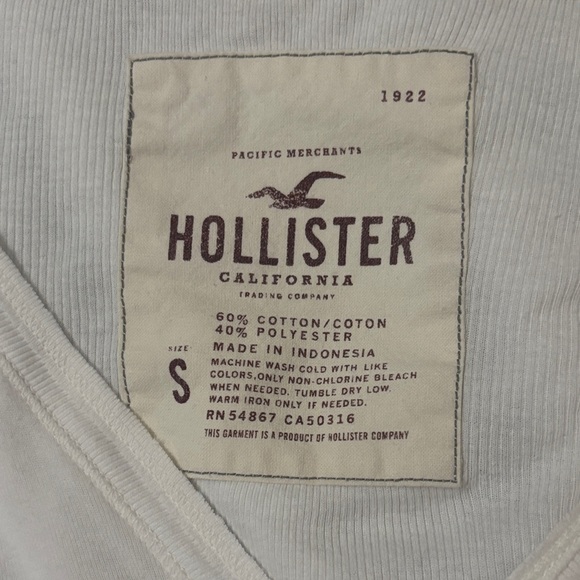 1922
PACIFIC MERCHANTS
HOLLISTER
CALIFORNIA
TRADING COMPANY
60% COTTON/COTON
40% POLYESTER
SIZE
S
MADE IN INDONESIA
MACHINE WASH COLD WITH LIKE
COLORS.ONLY NON-CHLORINE BLEACH
WHEN NEEDED. TUMBLE DRY LOW.
WARM IRON ONLY IF NEEDED.
RN 54867 CA50316
THIS GARMENT IS A PRODUCT OF HOLLISTER COMPANY